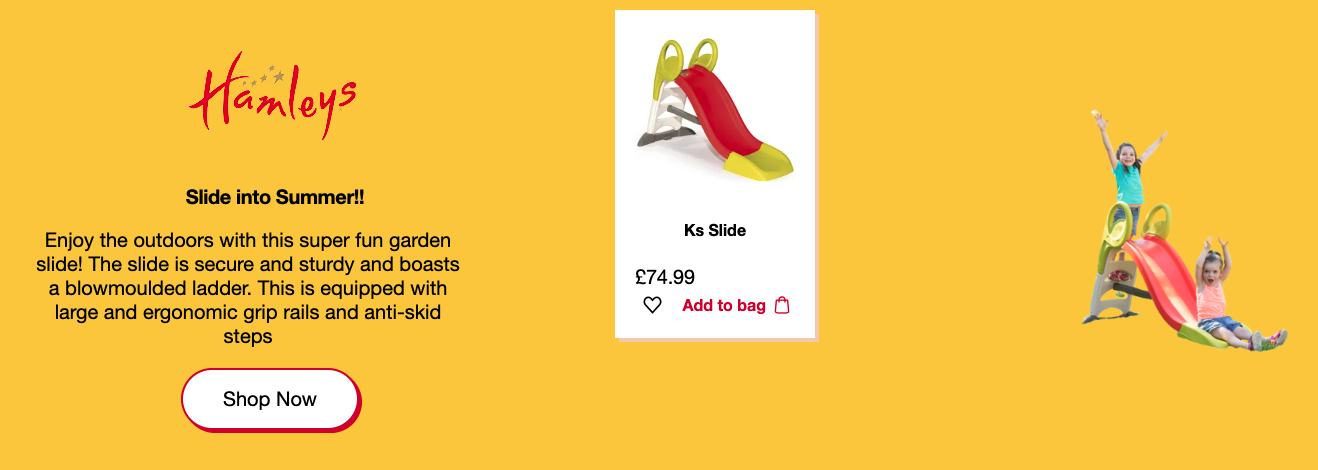 Hamleys
Slide into Summer!!
Enjoy the outdoors with this super fun garden
slide! The slide is secure and sturdy and boasts
a blowmoulded ladder. This is equipped with
large and ergonomic grip rails and anti-skid
steps
Shop Now
Ks Slide
£74.99
Add to bag